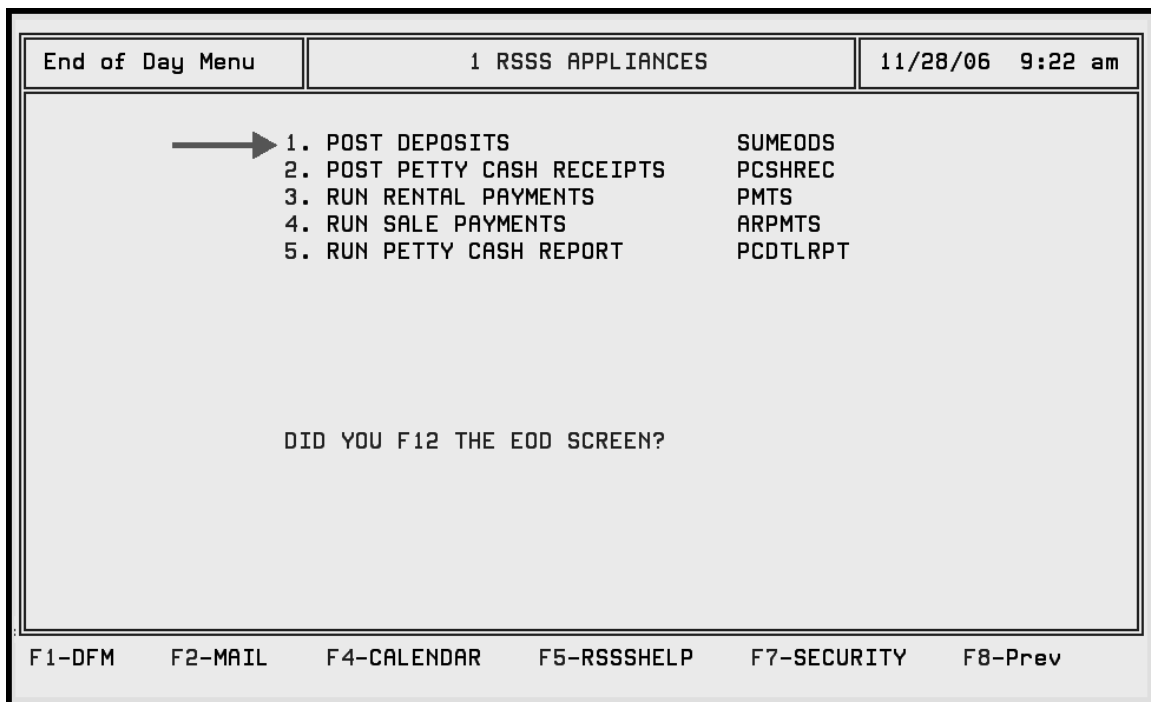 End of Day Menu 1 RSSS APPLIANCES 11/28/06 9:22 am
1. POST DEPOSITS SUMEODS
2. POST PETTY CASH RECEIPTS PCSHREC
3. RUN RENTAL PAYMENTS PMTS
4. RUN SALE PAYMENTS ARPMTS
5. RUN PETTY CASH REPORT PCDTLRPT
DID YOU F12 THE EOD SCREEN?
F1-DFM F2-MAIL F4-CALENDAR F5-RSSSHELP F7-SECURITY F8-Prev